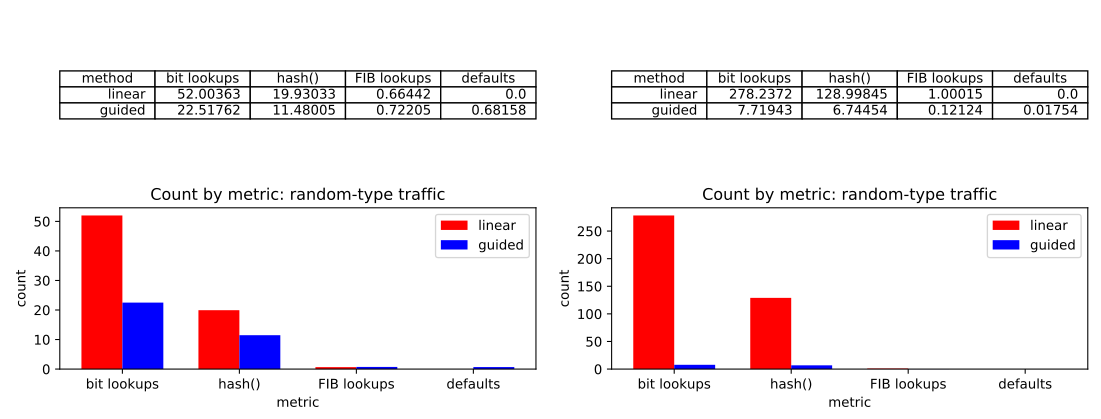 method bit lookups hash() FIB lookups defaults
linear 52.00363 19.93033 0.66442 0.0
guided 22.51762 11.48005 0.72205 0.68158
method bit lookups hash() FIB lookups defaults
linear 278.2372 128.99845 1.00015 0.0
guided 7.71943 6.74454 0.12124 0.01754
Count by metric: random-type traffic
linear
guided
50
40
30
20
10
0
count
bit lookups hash() FIB lookups defaults
metric
Count by metric: random-type traffic
linear
guided
250
200
150
100
50
0
count
bit lookups hash() FIB lookups defaults
metric